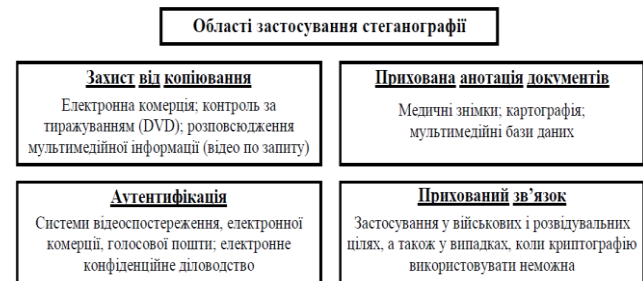 Області застосування стеганографії
Захист від копіювання
Електронна комерція; контроль за
тиражуванням (DVD); розповсюдження
мультимедійної інформації (відео по запиту)
Прихована анотація документів
Медичні знімки; картографія;
мультимедійні бази даних
Аутентифікація
Системи відеоспостереження, електронної
комерції, голосової пошти; електронне
конфіденційне діловодство
Прихований зв’язок
Застосування у військових і розвідувальних
цілях, а також у випадках, коли криптографію
використовувати неможна